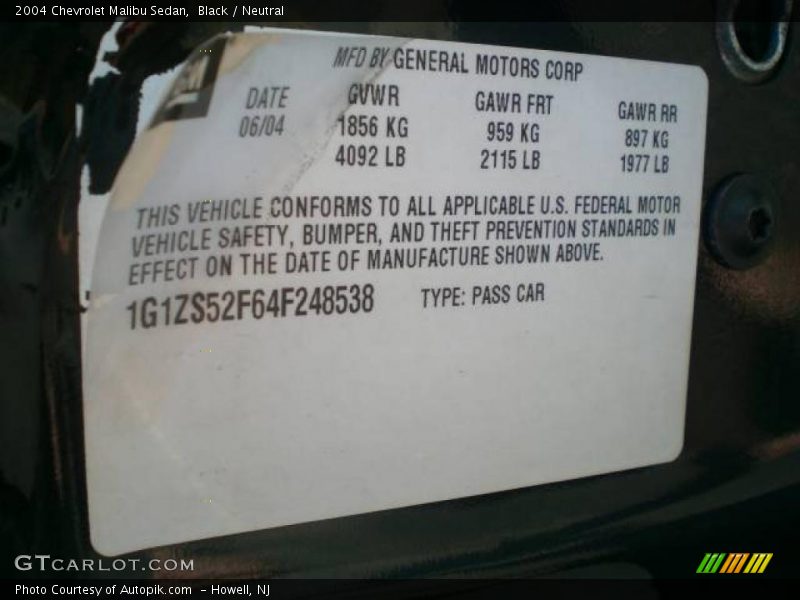 2004 Chevrolet Malibu Sedan, Black / Neutral
MFD BY GENERAL MOTORS CORP
DATE GVWR GAWR FRT GAWR RR
06/04 1856 KG 959 KG 897 KG
4092 LB 2115 LB 1977 LB
THIS VEHICLE CONFORMS TO ALL APPLICABLE U.S. FEDERAL MOTOR
VEHICLE SAFETY, BUMPER, AND THEFT PREVENTION STANDARDS IN
EFFECT ON THE DATE OF MANUFACTURE SHOWN ABOVE.
1G1ZS52F64F248538 TYPE: PASS CAR
GTCARLOT.COM
Photo Courtesy of Autopik.com - Howell, NJ